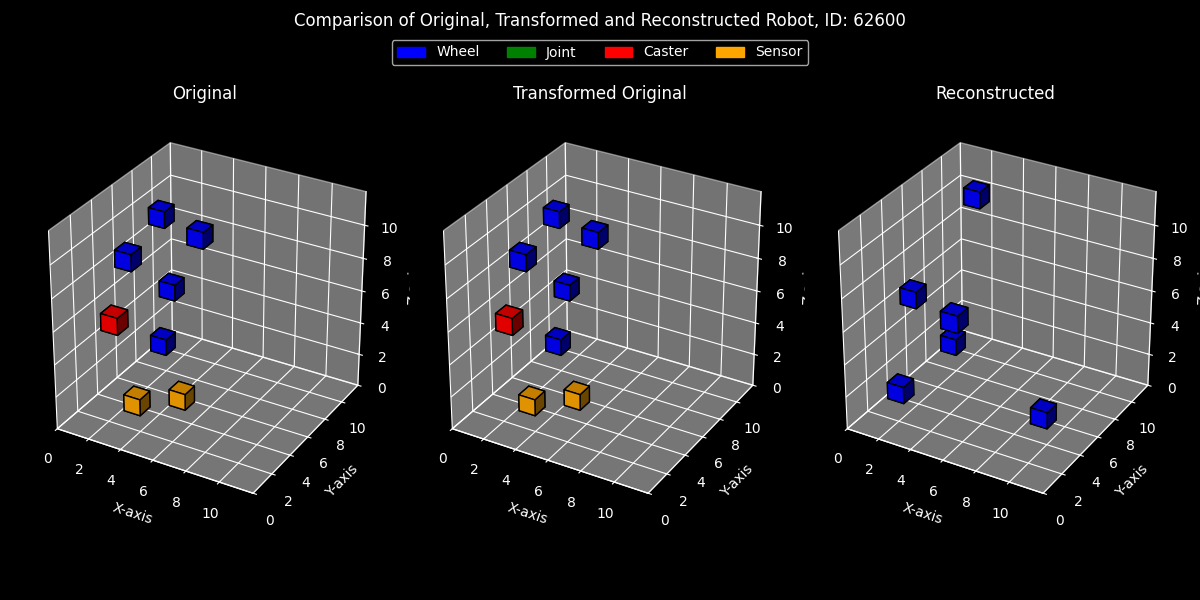 Comparison of Original, Transformed and Reconstructed Robot, ID: 62600
Wheel Joint Caster Sensor
Original Transformed Original Reconstructed
10 10 10
8 8 8
6 6 6
4 4 4
2 2 2
0 0 0
10 10 10
8 8 8
6 6 6
4 4 4
2 2 2
0 0 0
0 2 4 6 8 10 0 2 4 6 8 10 0 2 4 6 8 10
X-axis Y-axis X-axis Y-axis X-axis Y-axis